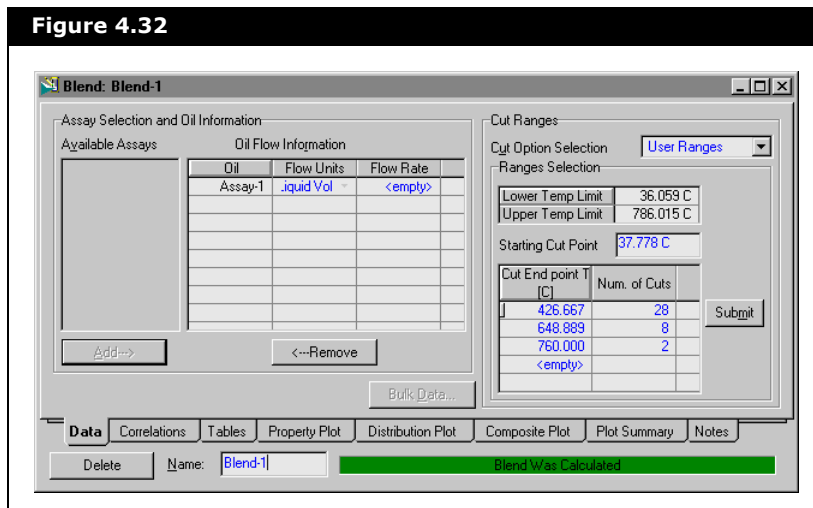 Figure 4.32
Blend: Blend-1
Assay Selection and Oil Information
Available Assays
Oil Flow Information
Oil Flow Units Flow Rate
Assay-1 .iquid Vol <empty>
Add--->
<---Remove
Bulk Data...
Cut Ranges
Cut Option Selection User Ranges
Ranges Selection
Lower Temp Limit 36.059 C
Upper Temp Limit 786.015 C
Starting Cut Point 37.778 C
Cut End point T
[C]
Num. of Cuts
426.667 28
648.889 8
760.000 2
<empty>
Submit
Data Correlations Tables Property Plot Distribution Plot Composite Plot Plot Summary Notes
Delete Name: Blend-1 Blend Was Calculated